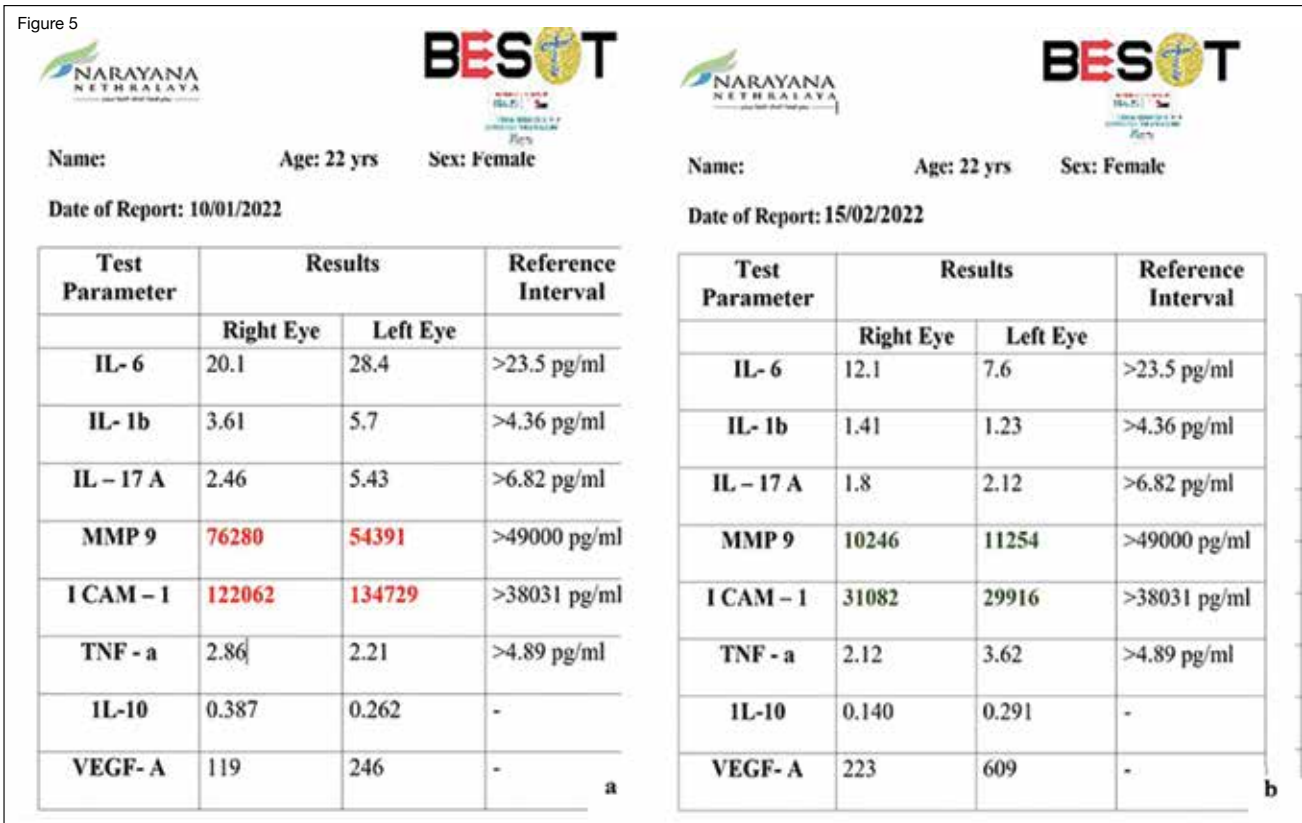 Figure 5
NARAYANA
NETHRALAYA
BESOT
Name: Age: 22 yrs Sex: Female
Date of Report: 10/01/2022
Test Parameter Results Reference Interval
Right Eye Left Eye
IL- 6 20.1 28.4 >23.5 pg/ml
IL- 1b 3.61 5.7 >4.36 pg/ml
IL – 17 A 2.46 5.43 >6.82 pg/ml
MMP 9 76280 54391 >49000 pg/ml
I CAM – 1 122062 134729 >38031 pg/ml
TNF - a 2.86 2.21 >4.89 pg/ml
1L-10 0.387 0.262 -
VEGF- A 119 246 -
a
NARAYANA
NETHRALAYA
BESOT
Name: Age: 22 yrs Sex: Female
Date of Report: 15/02/2022
Test Parameter Results Reference Interval
Right Eye Left Eye
IL- 6 12.1 7.6 >23.5 pg/ml
IL- 1b 1.41 1.23 >4.36 pg/ml
IL – 17 A 1.8 2.12 >6.82 pg/ml
MMP 9 10246 11254 >49000 pg/ml
I CAM – 1 31082 29916 >38031 pg/ml
TNF - a 2.12 3.62 >4.89 pg/ml
1L-10 0.140 0.291 -
VEGF- A 223 609 -
b